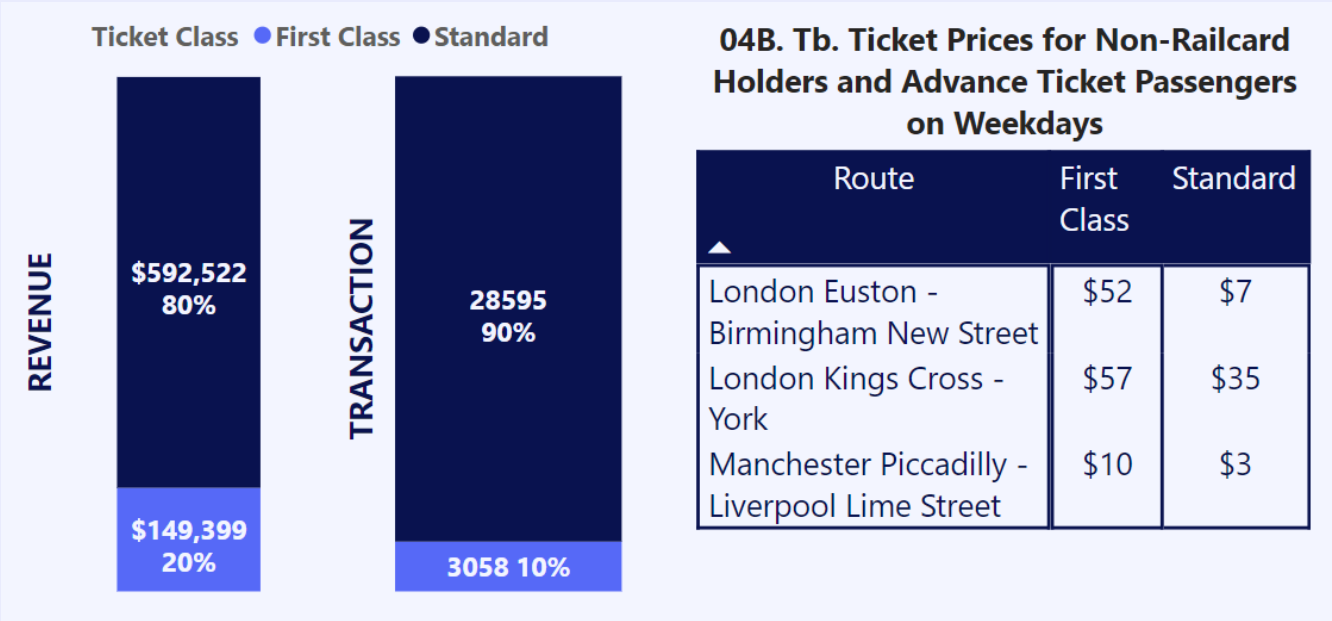 Ticket Class First Class Standard
REVENUE
$592,522
80%
$149,399
20%
TRANSACTION
28595
90%
3058 10%
04B. Tb. Ticket Prices for Non-Railcard
Holders and Advance Ticket Passengers
on Weekdays
Route First Standard
Class
London Euston - $52 $7
Birmingham New Street
London Kings Cross - $57 $35
York
Manchester Piccadilly - $10 $3
Liverpool Lime Street